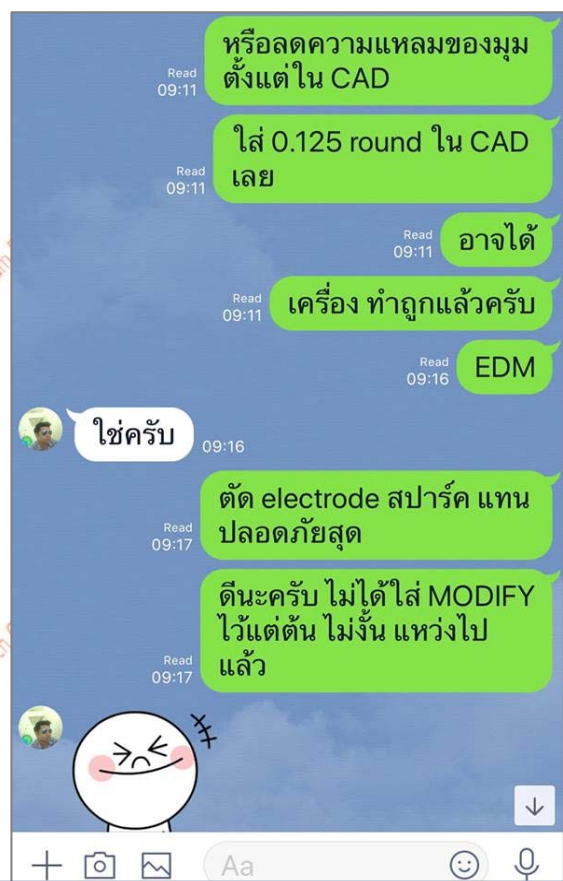 หรือลดความแหลมของมุม
ตั้งแต่ใน CAD
Read
09:11
ใส่ 0.125 round ใน CAD
เลย
Read
09:11
อาจได้
Read
09:11
เครื่อง ทำถูกแล้วครับ
Read
09:11
EDM
Read
09:16
ใช่ครับ
09:16
ตัด electrode สปาร์ค แทน
ปลอดภัยสุด
Read
09:17
ดีนะครับ ไม่ได้ใส่ MODIFY
ไว้แต่ต้น ไม่งั้น แหว่งไป
แล้ว
Read
09:17
Aa